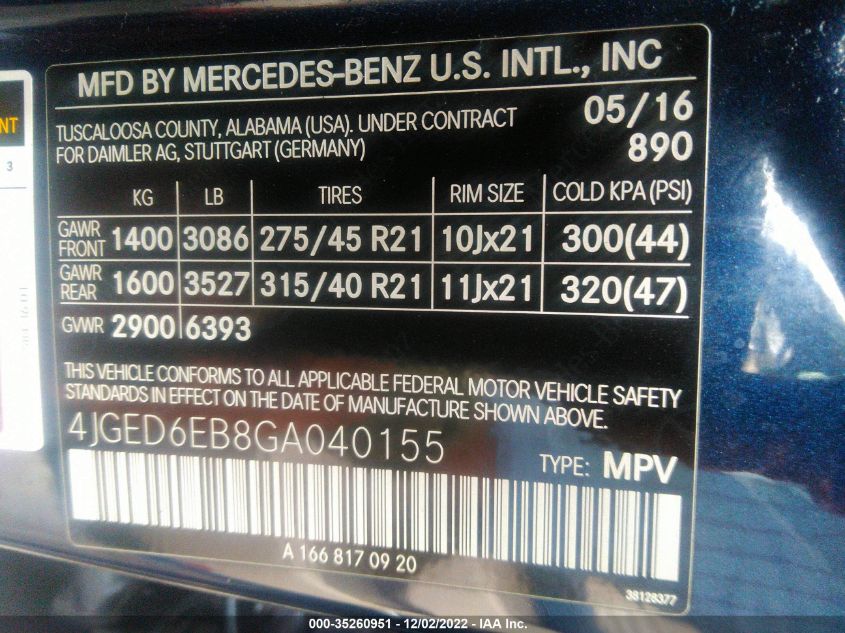 MFD BY MERCEDES-BENZ U.S. INTL., INC
TUSCALOOSA COUNTY, ALABAMA (USA). UNDER CONTRACT
FOR DAIMLER AG, STUTTGART (GERMANY)
05/16
890
KG LB TIRES RIM SIZE COLD KPA (PSI)
GAWR FRONT 1400 3086 275/45 R21 10Jx21 300(44)
GAWR REAR 1600 3527 315/40 R21 11Jx21 320(47)
GVWR 2900 6393
THIS VEHICLE CONFORMS TO ALL APPLICABLE FEDERAL MOTOR VEHICLE SAFETY
STANDARDS IN EFFECT ON THE DATE OF MANUFACTURE SHOWN ABOVE.
4JGED6EB8GA040155
TYPE: MPV
A 166 817 09 20
38128377
NT
3
000-35260951 - 12/02/2022 - IAA Inc.